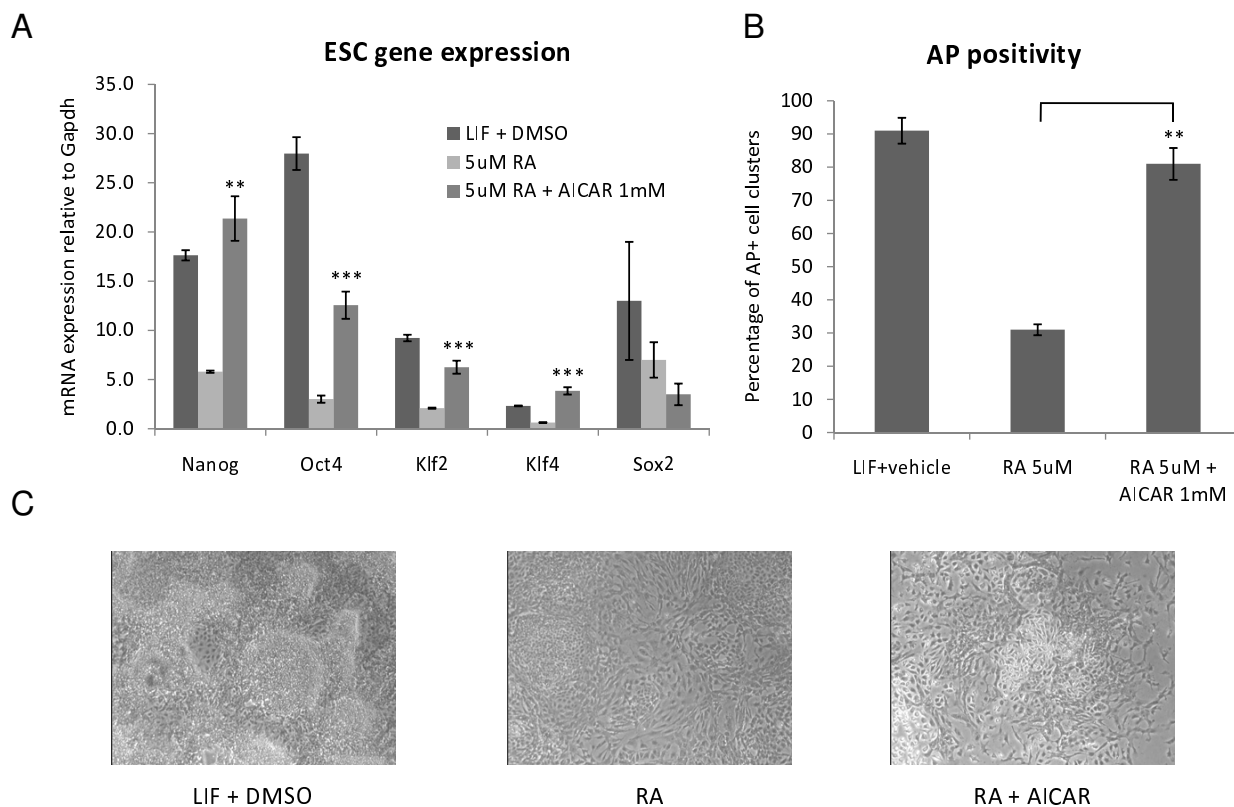 A
ESC gene expression
mRNA expression relative to Gapdh
35.0
30.0
25.0
20.0
15.0
10.0
5.0
0.0
LIF + DMSO
5uM RA
5uM RA + AICAR 1mM
**
***
***
***
Nanog
Oct4
Klf2
Klf4
Sox2
B
AP positivity
Percentage of AP+ cell clusters
100
90
80
70
60
50
40
30
20
10
0
**
LIF+vehicle
RA 5uM
RA 5uM +
AICAR 1mM
C
LIF + DMSO
RA
RA + AICAR